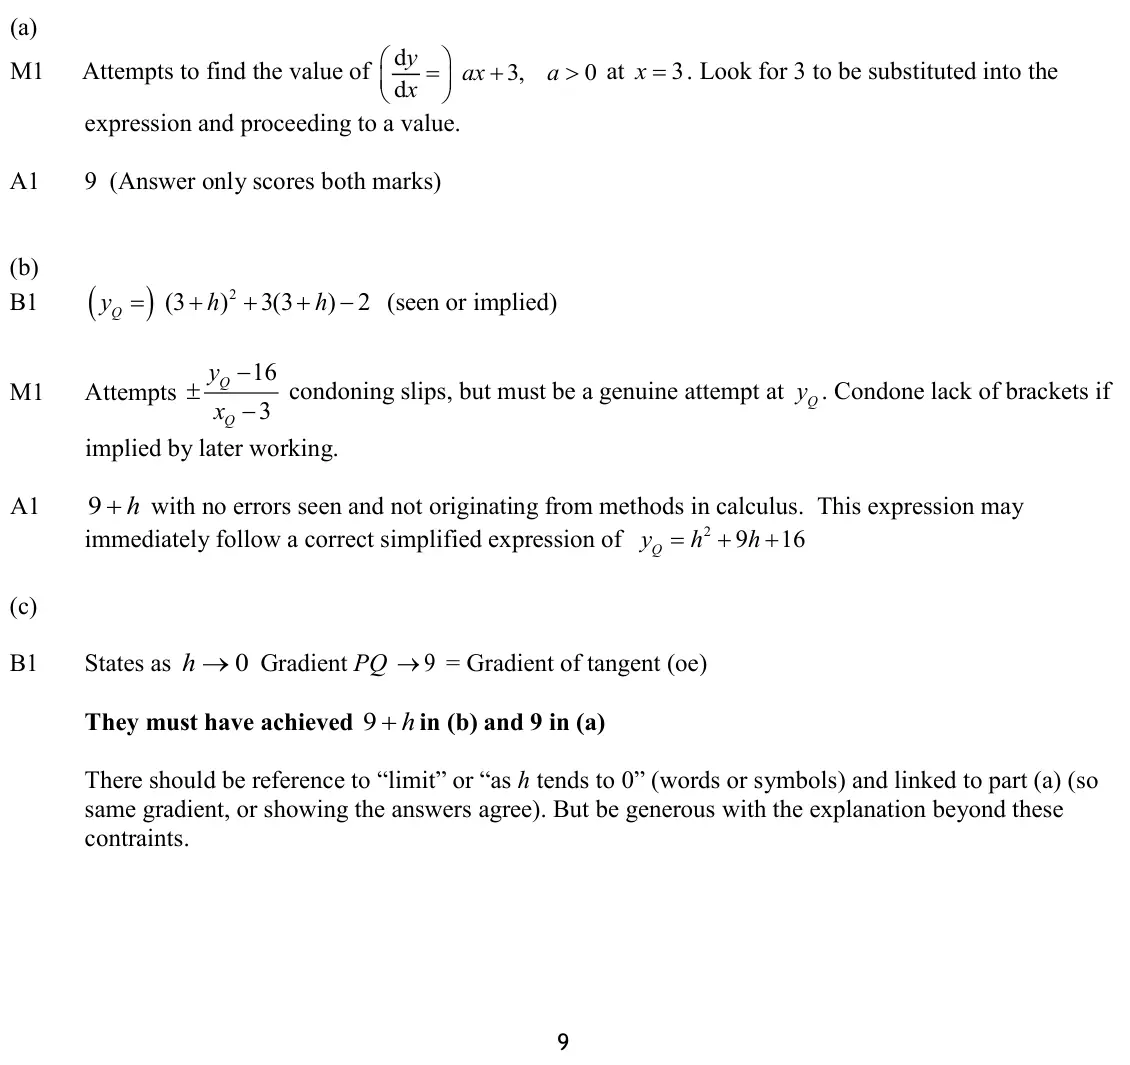 (a)
M1 Attempts to find the value of (dy/dx =) ax + 3, a > 0 at x = 3. Look for 3 to be substituted into the
expression and proceeding to a value.
A1 9 (Answer only scores both marks)
(b)
B1 (y_Q =) (3 + h)² + 3(3 + h) − 2 (seen or implied)
M1 Attempts ± (y_Q − 16)/(x_Q − 3) condoning slips, but must be a genuine attempt at y_Q. Condone lack of brackets if
implied by later working.
A1 9 + h with no errors seen and not originating from methods in calculus. This expression may
immediately follow a correct simplified expression of y_Q = h² + 9h + 16
(c)
B1 States as h → 0 Gradient PQ → 9 = Gradient of tangent (oe)
They must have achieved 9 + h in (b) and 9 in (a)
There should be reference to “limit” or “as h tends to 0” (words or symbols) and linked to part (a) (so
same gradient, or showing the answers agree). But be generous with the explanation beyond these
contraints.
9